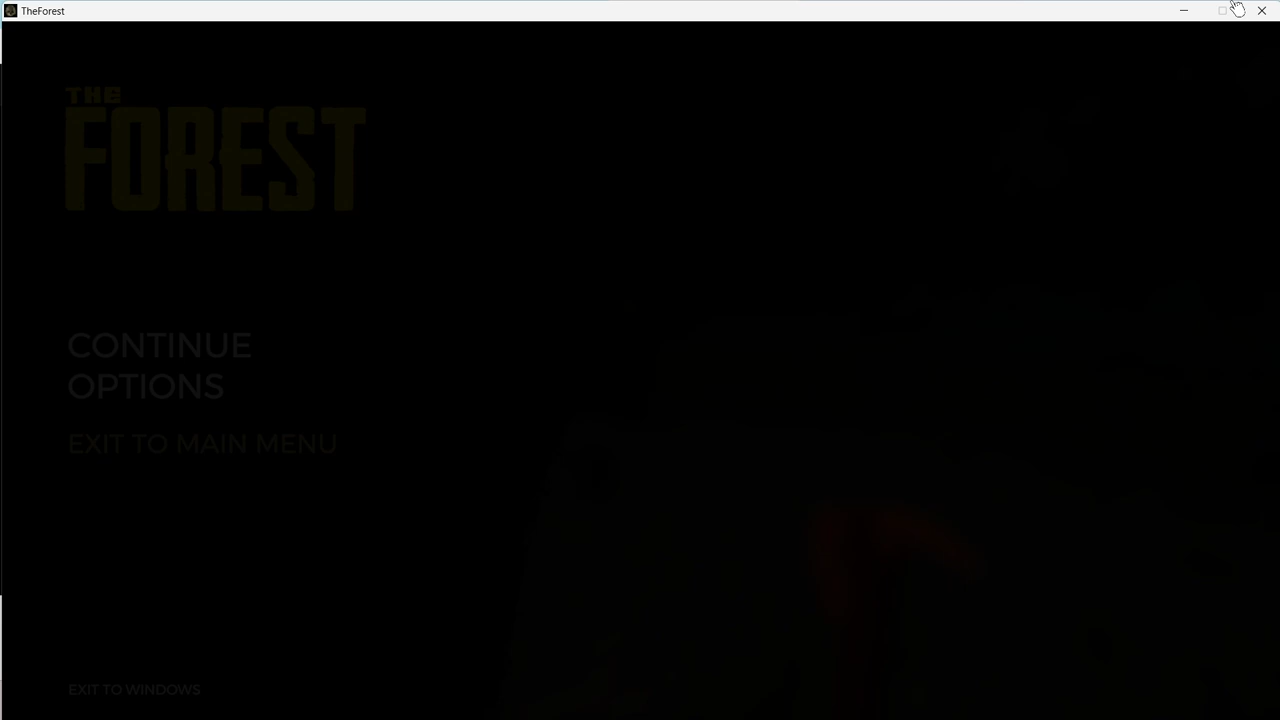 TheForest
THE
FOREST
CONTINUE
OPTIONS
EXIT TO MAIN MENU
EXIT TO WINDOWS